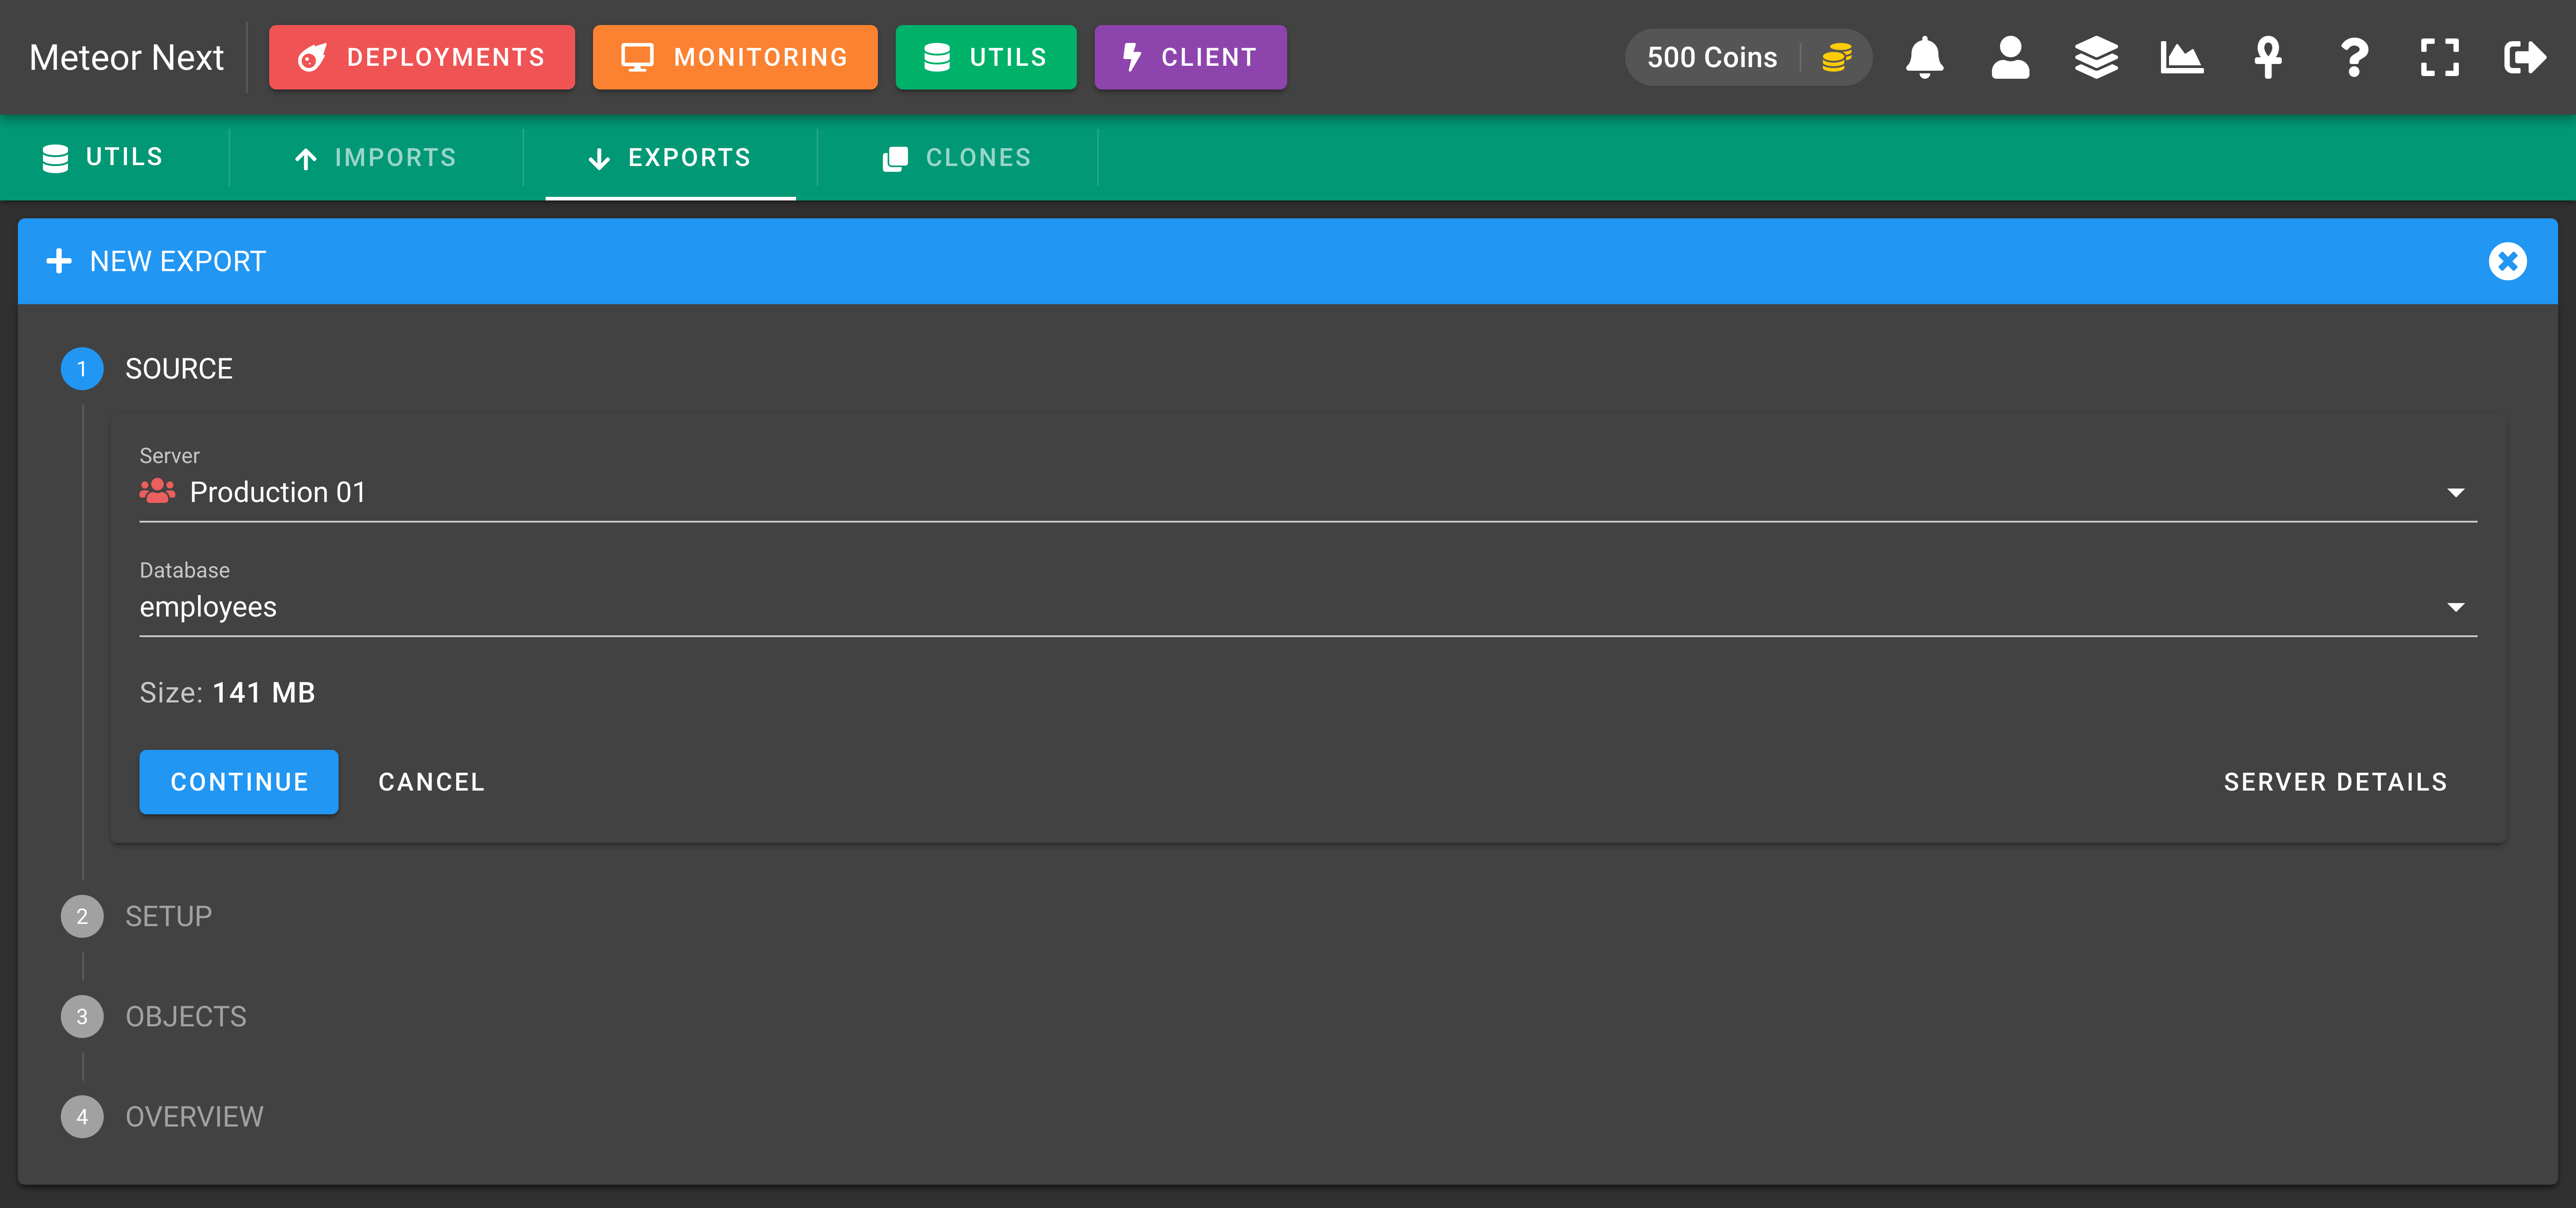 Meteor Next
DEPLOYMENTS
MONITORING
UTILS
CLIENT
500 Coins
UTILS
IMPORTS
EXPORTS
CLONES
NEW EXPORT
1 SOURCE
Server
Production 01
Database
employees
Size: 141 MB
CONTINUE
CANCEL
SERVER DETAILS
2 SETUP
3 OBJECTS
4 OVERVIEW